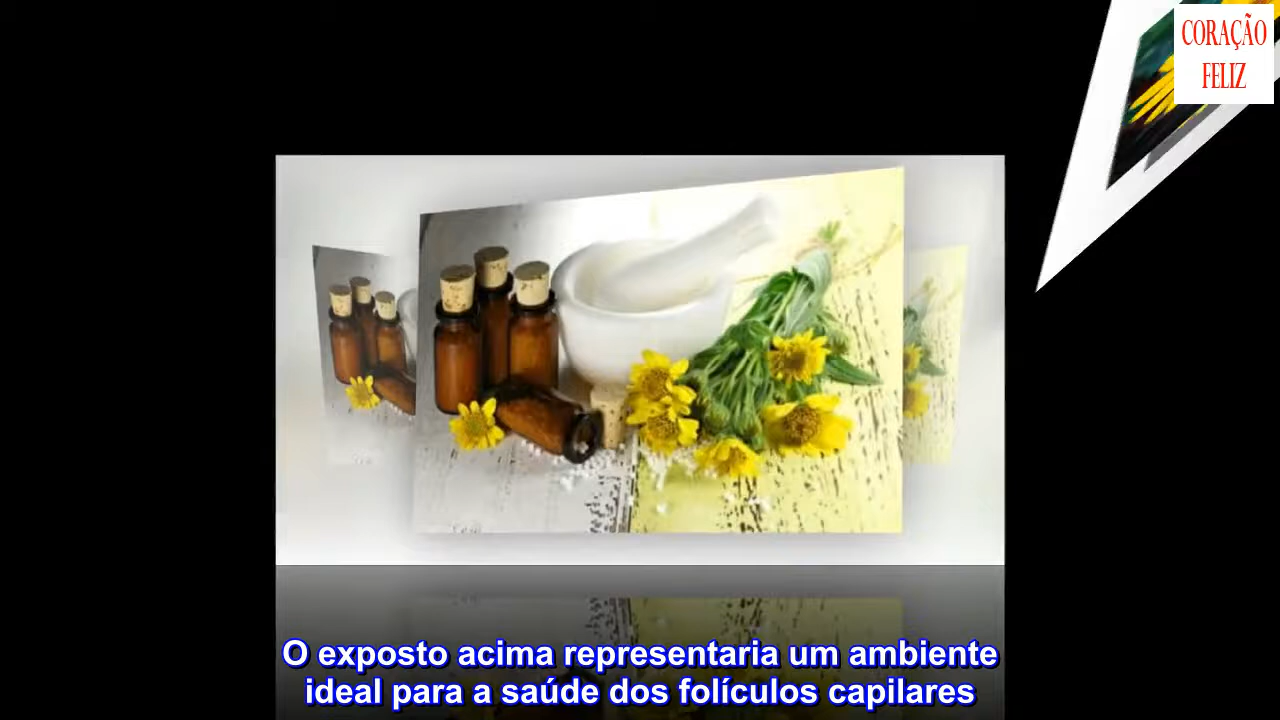 CORAÇÃO
FELIZ
O exposto acima representaria um ambiente
ideal para a saúde dos folículos capilares